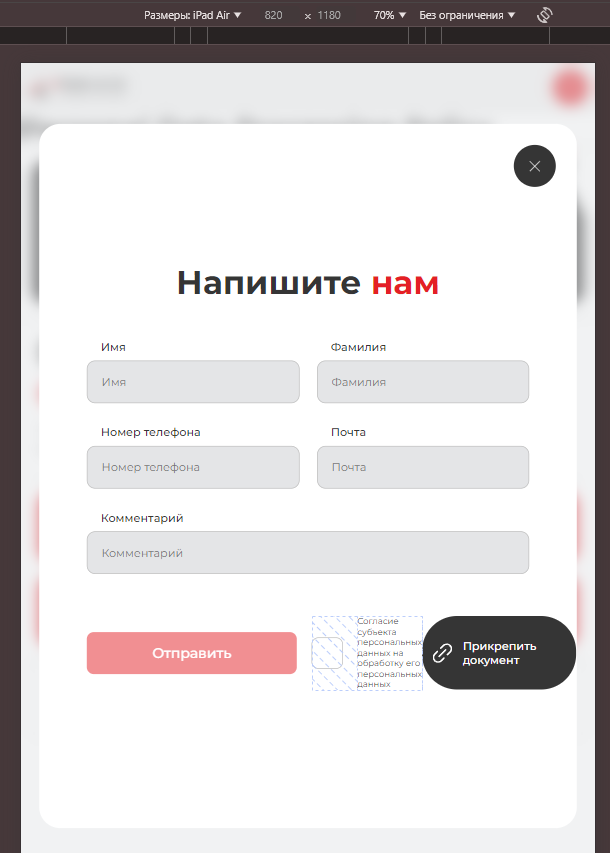 Размеры: iPad Air ▼ 820 × 1180 70% ▼ Без ограничения ▼
Напишите нам
Имя Фамилия
Имя Фамилия
Номер телефона Почта
Номер телефона Почта
Комментарий
Комментарий
Отправить
Согласие
субъекта
персональных
данных на
обработку его
персональных
данных
Прикрепить
документ